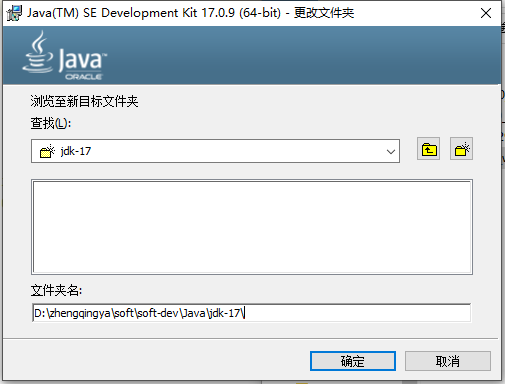 Java(TM) SE Development Kit 17.0.9 (64-bit) - 更改文件夹
Java™
ORACLE
浏览至新目标文件夹
查找(L):
jdk-17
文件夹名:
D:\zhengqingya\soft\soft-dev\Java\jdk-17\
确定
取消